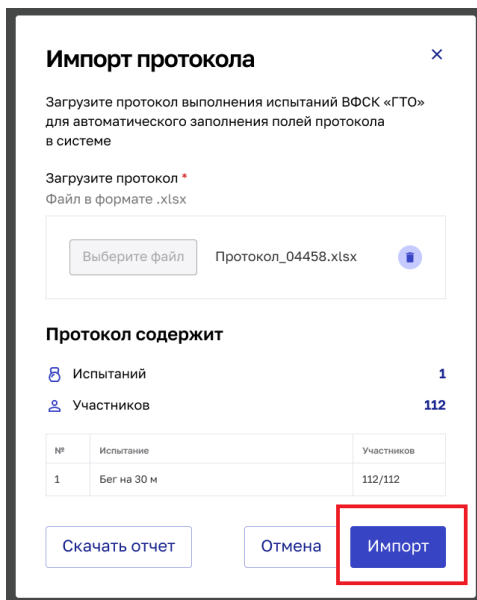 Импорт протокола
Загрузите протокол выполнения испытаний ВФСК «ГТО»
для автоматического заполнения полей протокола
в системе
Загрузите протокол *
Файл в формате .xlsx
Выберите файл Протокол_04458.xlsx
Протокол содержит
Испытаний 1
Участников 112
№ Испытание Участников
1 Бег на 30 м 112/112
Скачать отчет Отмена Импорт